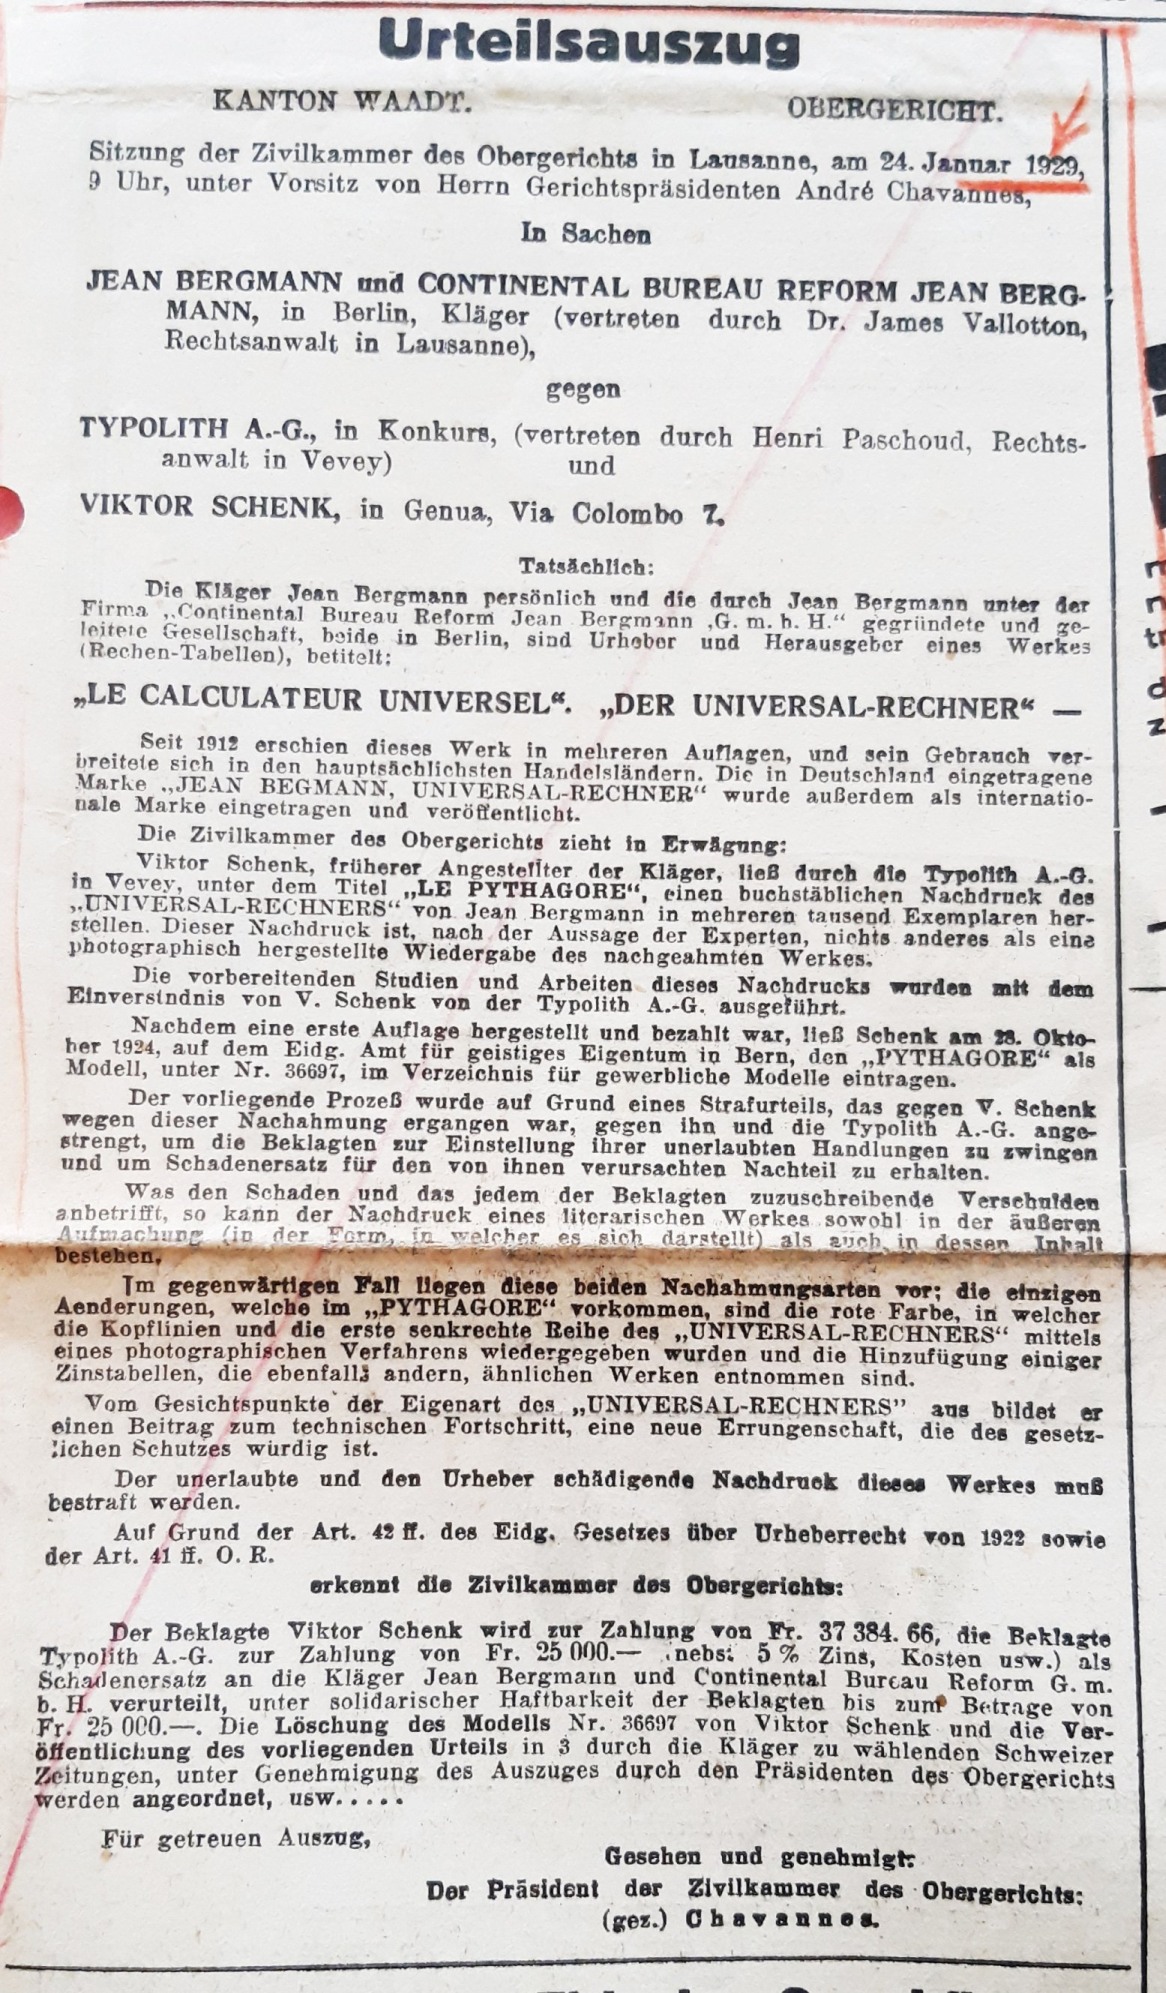 Urteilsauszug
KANTON WAADT. OBERGERICHT.
Sitzung der Zivilkammer des Obergerichts in Lausanne, am 24. Januar 1929,
9 Uhr, unter Vorsitz von Herrn Gerichtspräsidenten André Chavannes,
In Sachen
JEAN BERGMANN und CONTINENTAL BUREAU REFORM JEAN BERG-
MANN, in Berlin, Kläger (vertreten durch Dr. James Vallotton,
Rechtsanwalt in Lausanne),
gegen
TYPOLITH A.-G., in Konkurs, (vertreten durch Henri Paschoud, Rechts-
anwalt in Vevey) und
VIKTOR SCHENK, in Genua, Via Colombo 7.
Tatsächlich:
Die Kläger Jean Bergmann persönlich und die durch Jean Bergmann unter der
Firma „Continental Bureau Reform Jean Bergmann ‚G. m. b. H.“ gegründete und ge-
leitete Gesellschaft, beide in Berlin, sind Urheber und Herausgeber eines Werkes
(Rechen-Tabellen), betitelt:
„LE CALCULATEUR UNIVERSEL“. „DER UNIVERSAL-RECHNER“ —
Seit 1912 erschien dieses Werk in mehreren Auflagen, und sein Gebrauch ver-
breitete sich in den hauptsächlichsten Handelsländern. Die in Deutschland eingetragene
Marke „JEAN BEGMANN, UNIVERSAL-RECHNER“ wurde außerdem als internatio-
nale Marke eingetragen und veröffentlicht.
Die Zivilkammer des Obergerichts zieht in Erwägung:
Viktor Schenk, früherer Angestellter der Kläger, ließ durch die Typolith A.-G.
in Vevey, unter dem Titel „LE PYTHAGORE“, einen buchstäblichen Nachdruck des
„UNIVERSAL-RECHNERS“ von Jean Bergmann in mehreren tausend Exemplaren her-
stellen. Dieser Nachdruck ist, nach der Aussage der Experten, nichts anderes als eine
photographisch hergestellte Wiedergabe des nachgeahmten Werkes.
Die vorbereitenden Studien und Arbeiten dieses Nachdrucks wurden mit dem
Einverstndnis von V. Schenk von der Typolith A.-G. ausgeführt.
Nachdem eine erste Auflage hergestellt und bezahlt war, ließ Schenk am 28. Okto-
ber 1924, auf dem Eidg. Amt für geistiges Eigentum in Bern, den „PYTHAGORE“ als
Modell, unter Nr. 36697, im Verzeichnis für gewerbliche Modelle eintragen.
Der vorliegende Prozeß wurde auf Grund eines Strafurteils, das gegen V. Schenk
wegen dieser Nachahmung ergangen war, gegen ihn und die Typolith A.-G. ange-
strengt, um die Beklagten zur Einstellung ihrer unerlaubten Handlungen zu zwingen
und um Schadenersatz für den von ihnen verursachten Nachteil zu erhalten.
Was den Schaden und das jedem der Beklagten zuzuschreibende Verschulden
anbetrifft, so kann der Nachdruck eines literarischen Werkes sowohl in der äußeren
Aufmachung (in der Form, in welcher es sich darstellt) als auch in dessen Inhalt
bestehen.
Im gegenwärtigen Fall liegen diese beiden Nachahmungsarten vor; die einzigen
Aenderungen, welche im „PYTHAGORE“ vorkommen, sind die rote Farbe, in welcher
die Kopflinien und die erste senkrechte Reihe des „UNIVERSAL-RECHNERS“ mittels
eines photographischen Verfahrens wiedergegeben wurden und die Hinzufügung einiger
Zinstabellen, die ebenfalls andern, ähnlichen Werken entnommen sind.
Vom Gesichtspunkte der Eigenart des „UNIVERSAL-RECHNERS” aus bildet er
einen Beitrag zum technischen Fortschritt, eine neue Errungenschaft, die des gesetz-
lichen Schutzes würdig ist.
Der unerlaubte und den Urheber schädigende Nachdruck dieses Werkes muß
bestraft werden.
Auf Grund der Art. 42 ff. des Eidg. Gesetzes über Urheberrecht von 1922 sowie
der Art. 41 ff. O. R.
erkennt die Zivilkammer des Obergerichts:
Der Beklagte Viktor Schenk wird zur Zahlung von Fr. 37 384.66, die Beklagte
Typolith A.-G. zur Zahlung von Fr. 25 000.— (nebst 5 % Zins, Kosten usw.) als
Schadenersatz an die Kläger Jean Bergmann und Continental Bureau Reform G. m.
b. H. verurteilt, unter solidarischer Haftbarkeit der Beklagten bis zum Betrage von
Fr. 25 000.—. Die Löschung des Modells Nr. 36697 von Viktor Schenk und die Ver-
öffentlichung des vorliegenden Urteils in 3 durch die Kläger zu wählenden Schweizer
Zeitungen, unter Genehmigung des Auszuges durch den Präsidenten des Obergerichts
werden angeordnet, usw.....
Für getreuen Auszug,
Gesehen und genehmigt:
Der Präsident der Zivilkammer des Obergerichts:
(gez.) Chavannes.